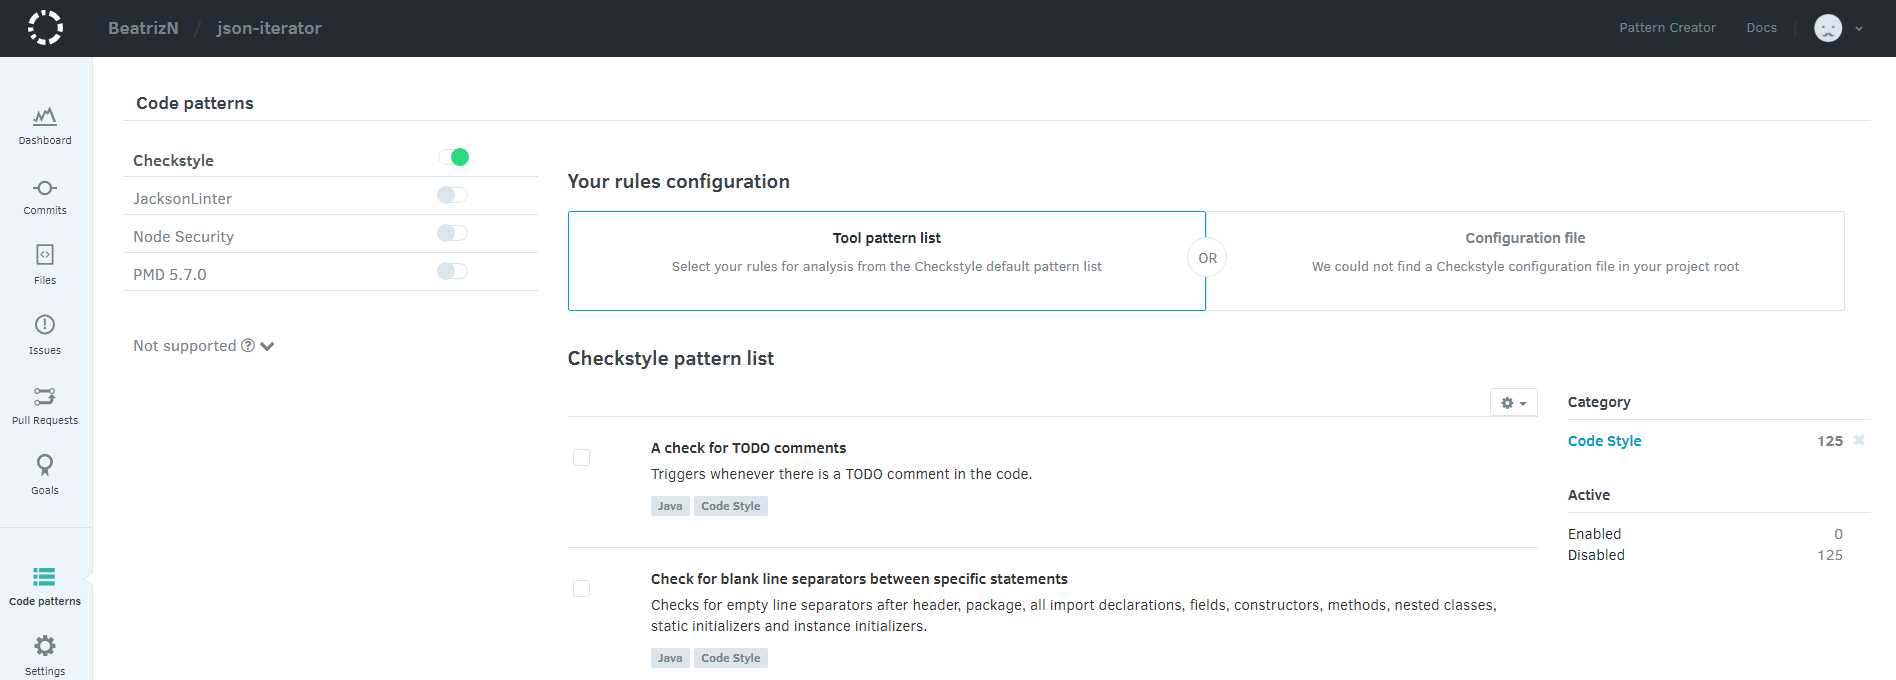 BeatrizN / json-iterator
Pattern Creator
Docs
Dashboard
Commits
Files
Issues
Pull Requests
Goals
Code patterns
Settings
Code patterns
Checkstyle
JacksonLinter
Node Security
PMD 5.7.0
Not supported
Your rules configuration
Tool pattern list
Select your rules for analysis from the Checkstyle default pattern list
OR
Configuration file
We could not find a Checkstyle configuration file in your project root
Checkstyle pattern list
A check for TODO comments
Triggers whenever there is a TODO comment in the code.
Java Code Style
Check for blank line separators between specific statements
Checks for empty line separators after header, package, all import declarations, fields, constructors, methods, nested classes,
static initializers and instance initializers.
Java Code Style
Category
Code Style 125
Active
Enabled 0
Disabled 125